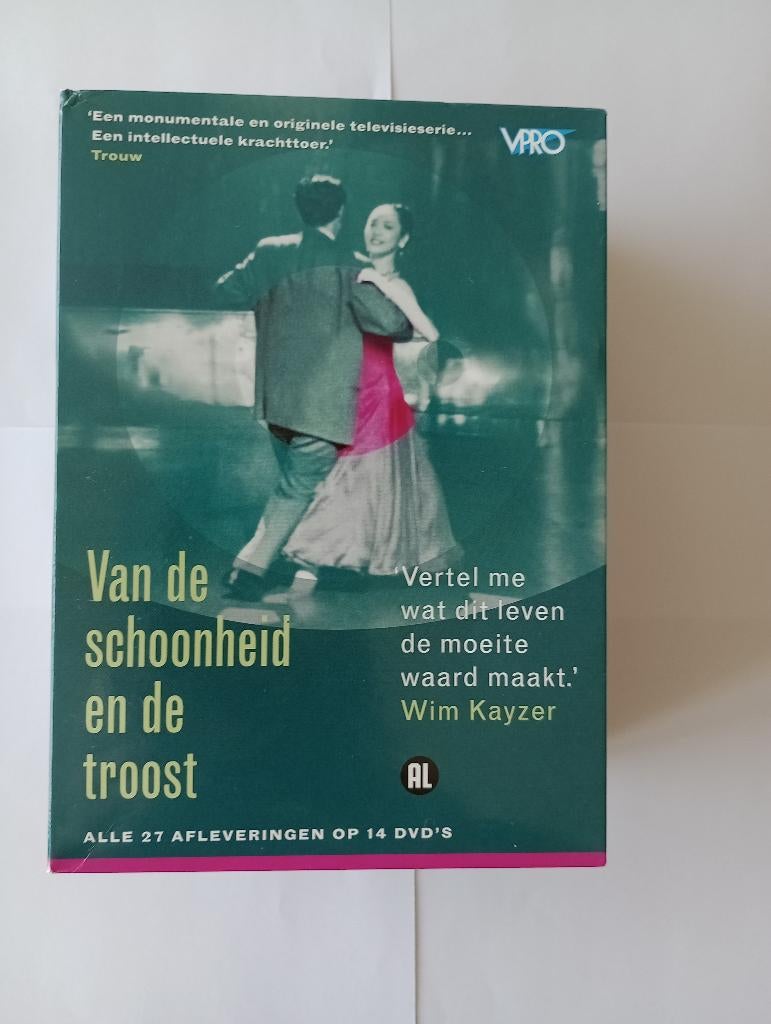 ‘Een monumentale en originele televisieserie...
Een intellectuele krachttoer.’
Trouw
VPRO
Van de
schoonheid
en de
troost
‘Vertel me
wat dit leven
de moeite
waard maakt.’
Wim Kayzer
AL
ALLE 27 AFLEVERINGEN OP 14 DVD’S